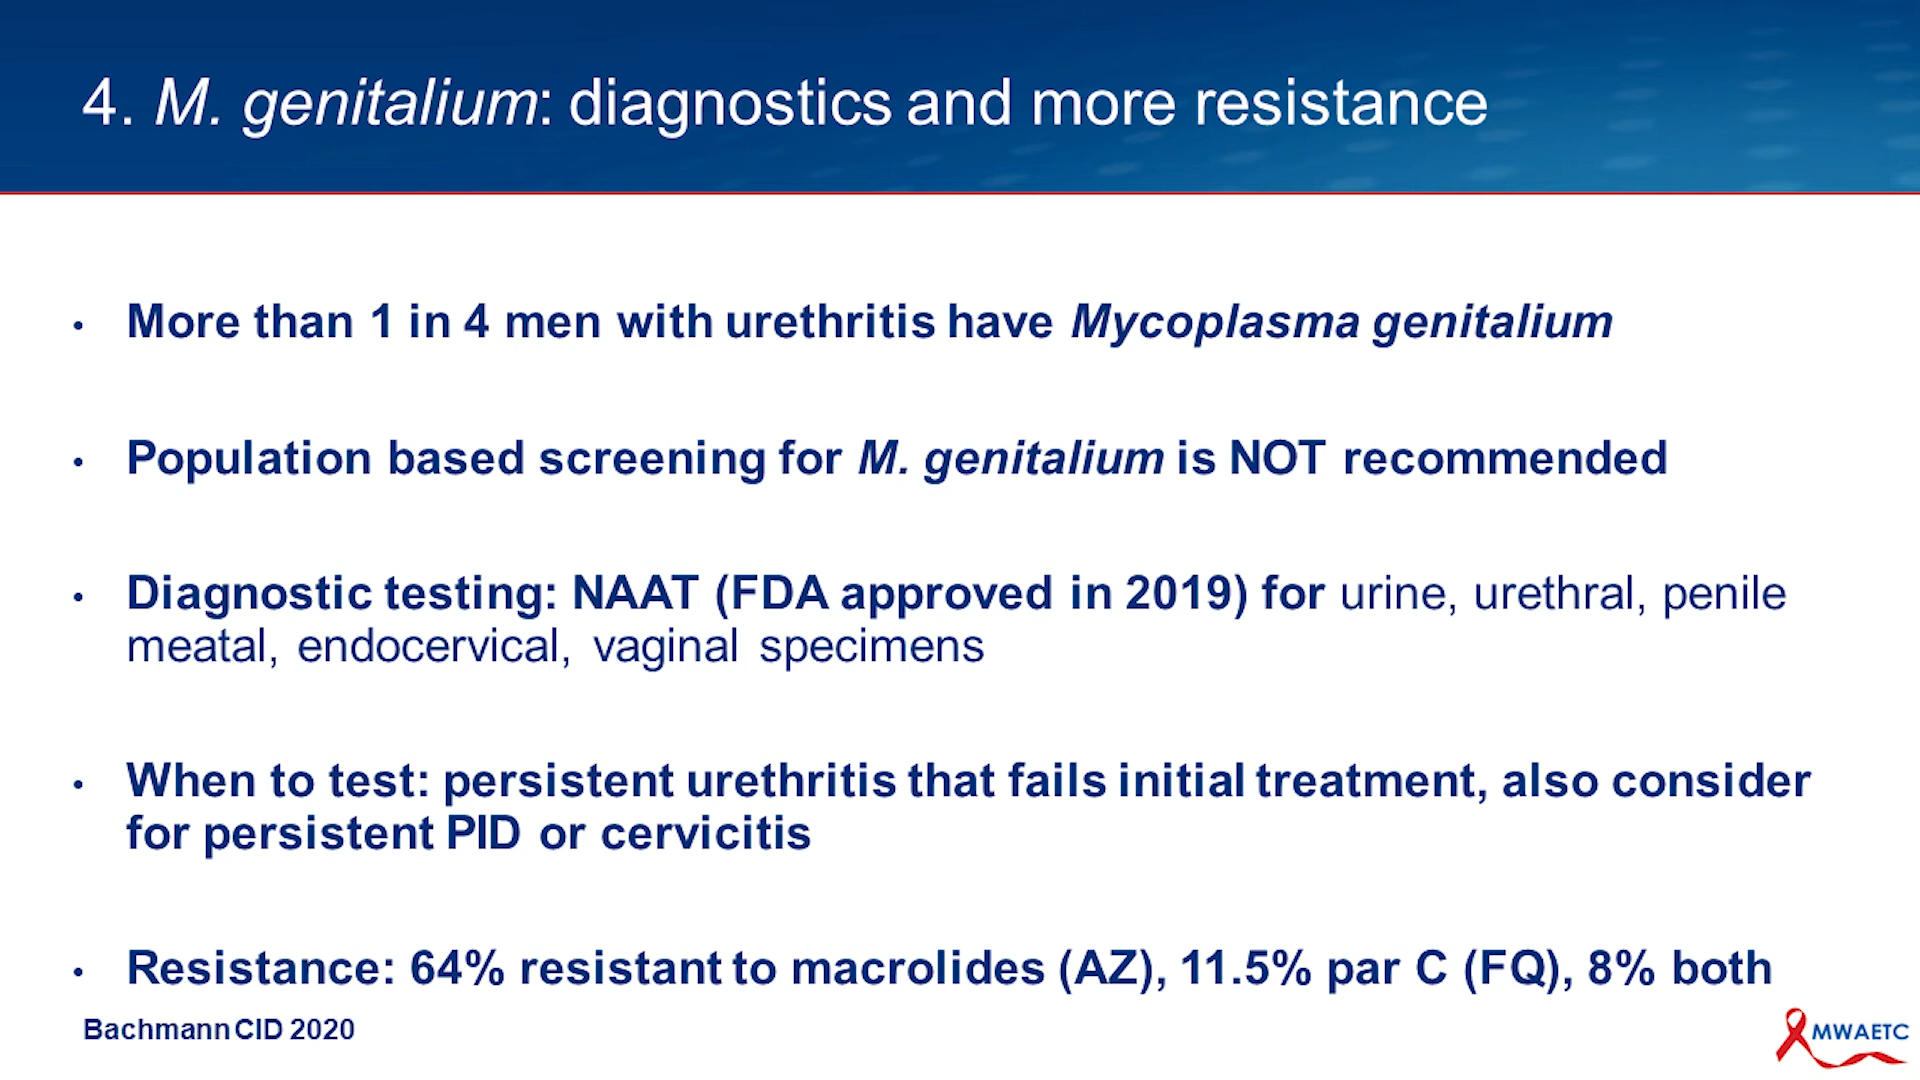 4. M. genitalium: diagnostics and more resistance
• More than 1 in 4 men with urethritis have Mycoplasma genitalium
• Population based screening for M. genitalium is NOT recommended
• Diagnostic testing: NAAT (FDA approved in 2019) for urine, urethral, penile
meatal, endocervical, vaginal specimens
• When to test: persistent urethritis that fails initial treatment, also consider
for persistent PID or cervicitis
• Resistance: 64% resistant to macrolides (AZ), 11.5% par C (FQ), 8% both
Bachmann CID 2020
MWAETC